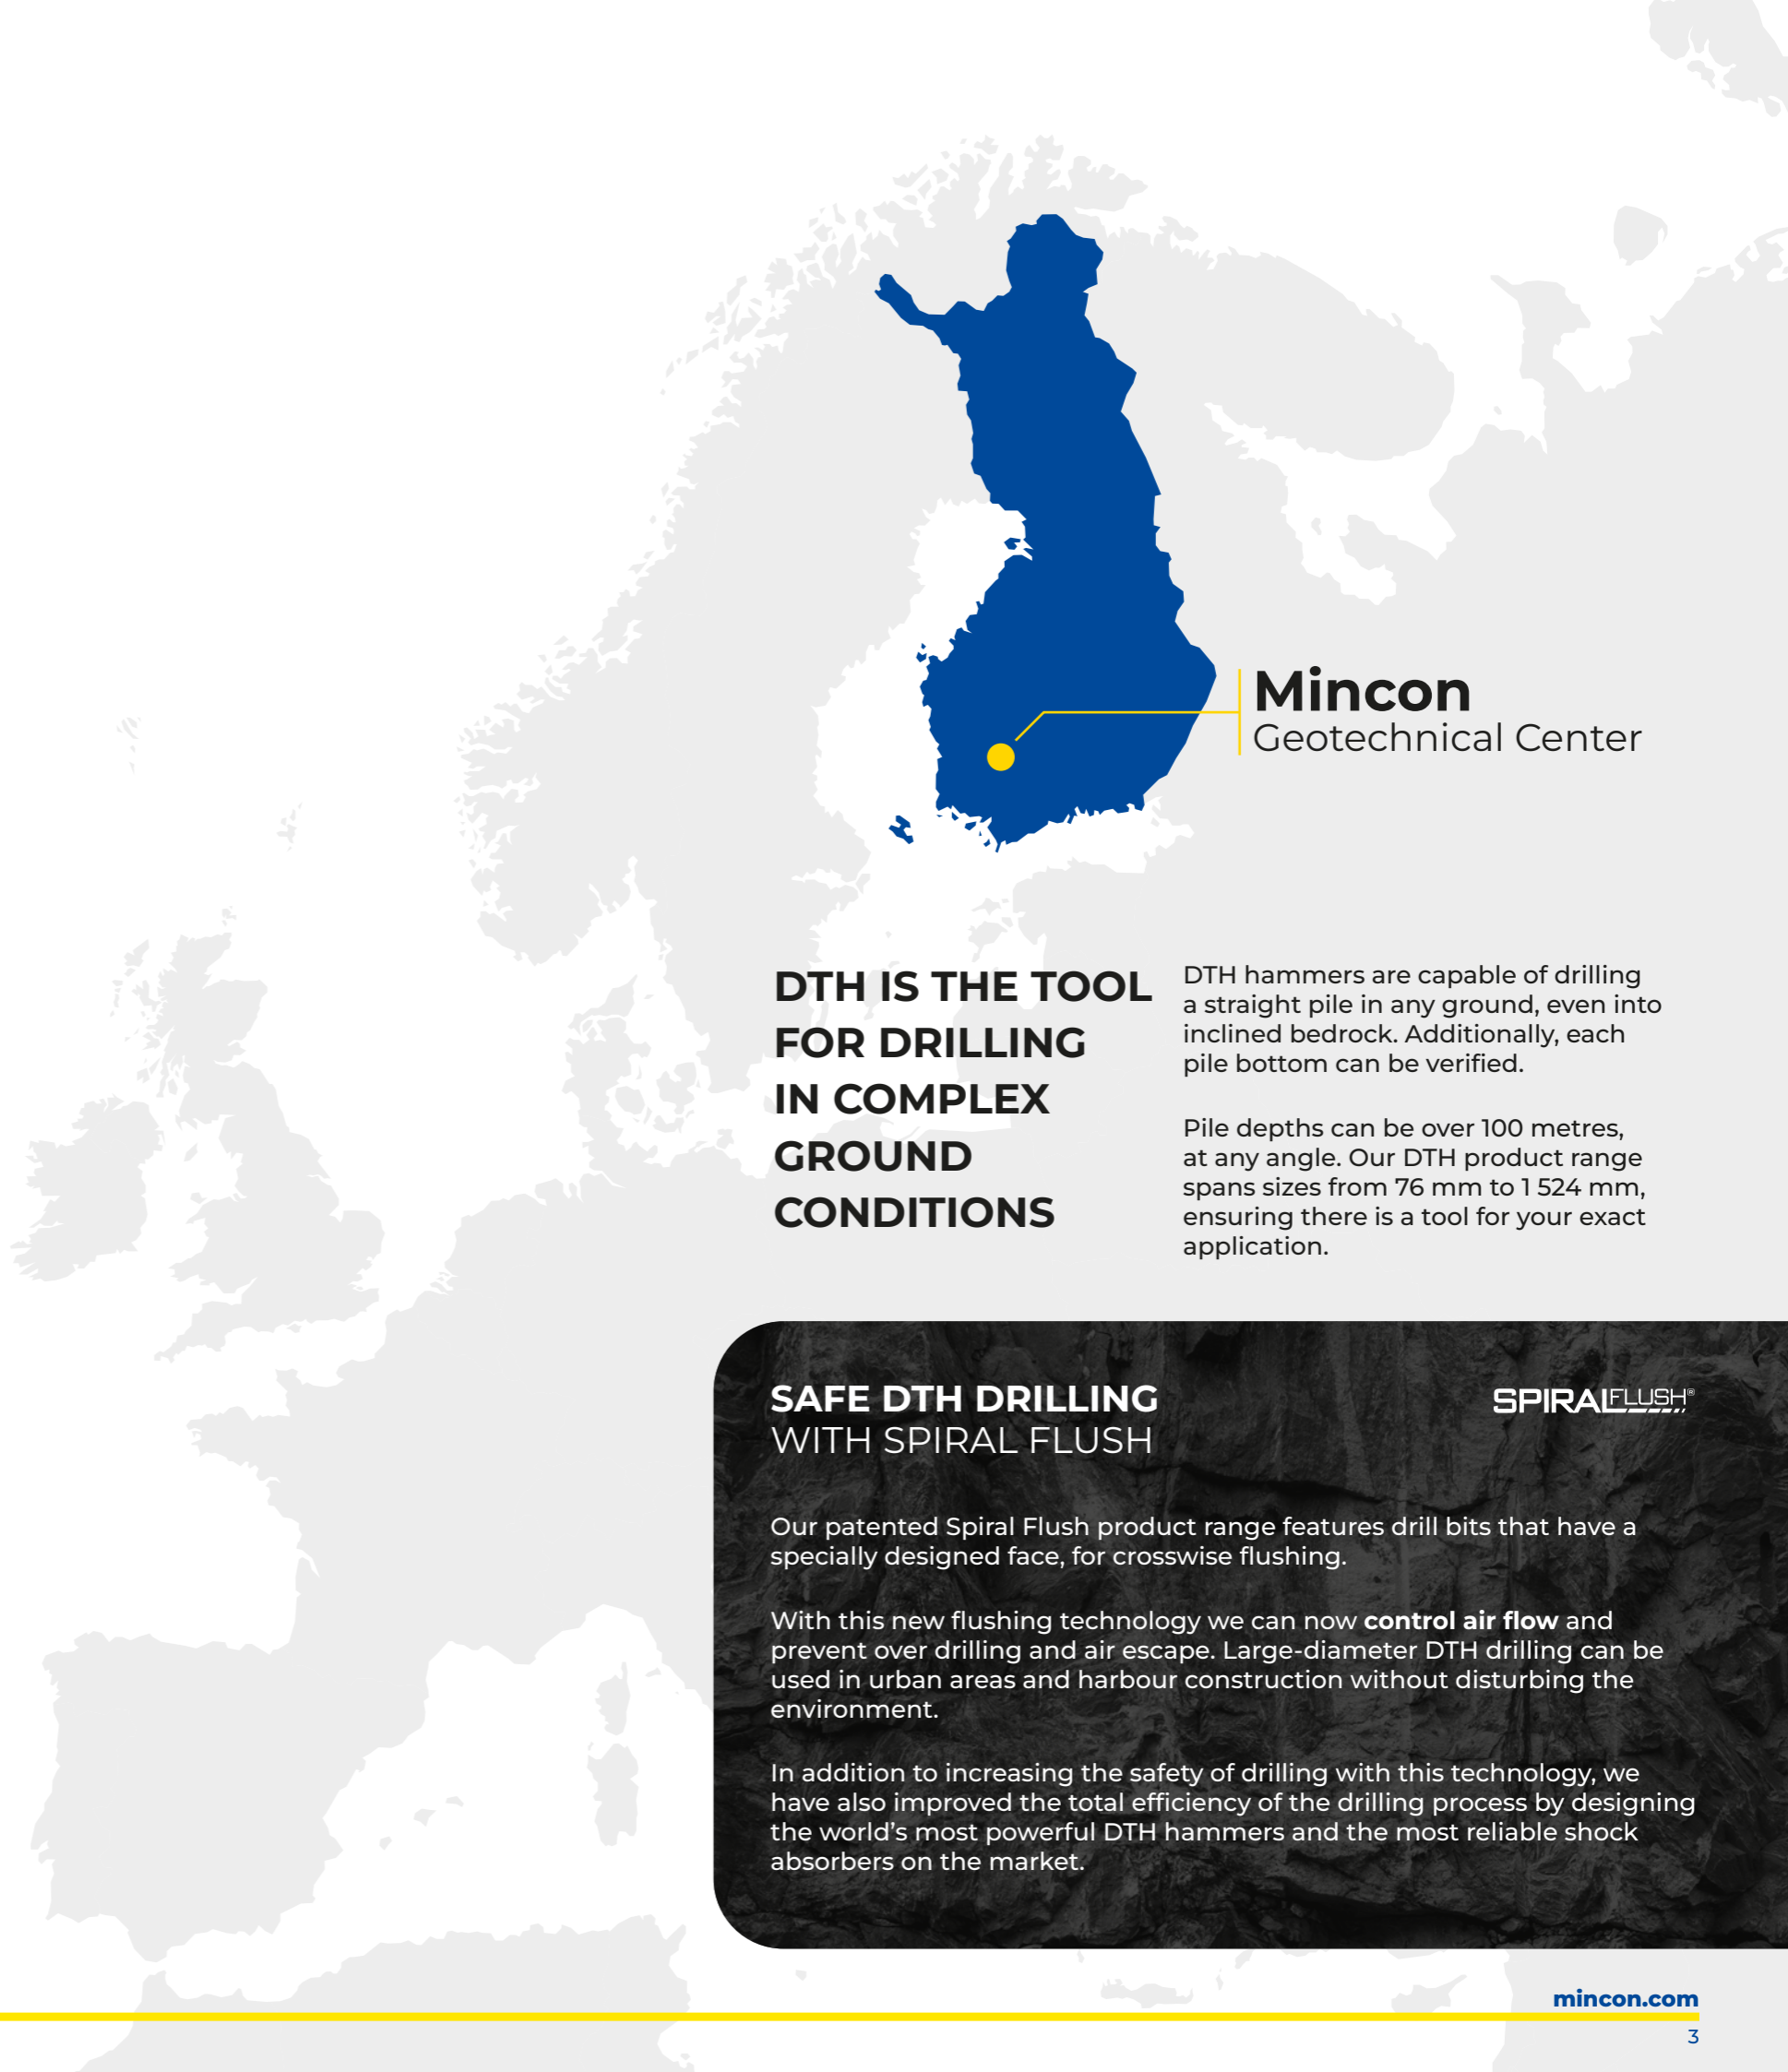 Mincon
Geotechnical Center
DTH IS THE TOOL
FOR DRILLING
IN COMPLEX
GROUND
CONDITIONS
DTH hammers are capable of drilling
a straight pile in any ground, even into
inclined bedrock. Additionally, each
pile bottom can be verified.
Pile depths can be over 100 metres,
at any angle. Our DTH product range
spans sizes from 76 mm to 1 524 mm,
ensuring there is a tool for your exact
application.
SAFE DTH DRILLING
WITH SPIRAL FLUSH
SPIRALFLUSH®
Our patented Spiral Flush product range features drill bits that have a
specially designed face, for crosswise flushing.
With this new flushing technology we can now control air flow and
prevent over drilling and air escape. Large-diameter DTH drilling can be
used in urban areas and harbour construction without disturbing the
environment.
In addition to increasing the safety of drilling with this technology, we
have also improved the total efficiency of the drilling process by designing
the world's most powerful DTH hammers and the most reliable shock
absorbers on the market.
mincon.com
3